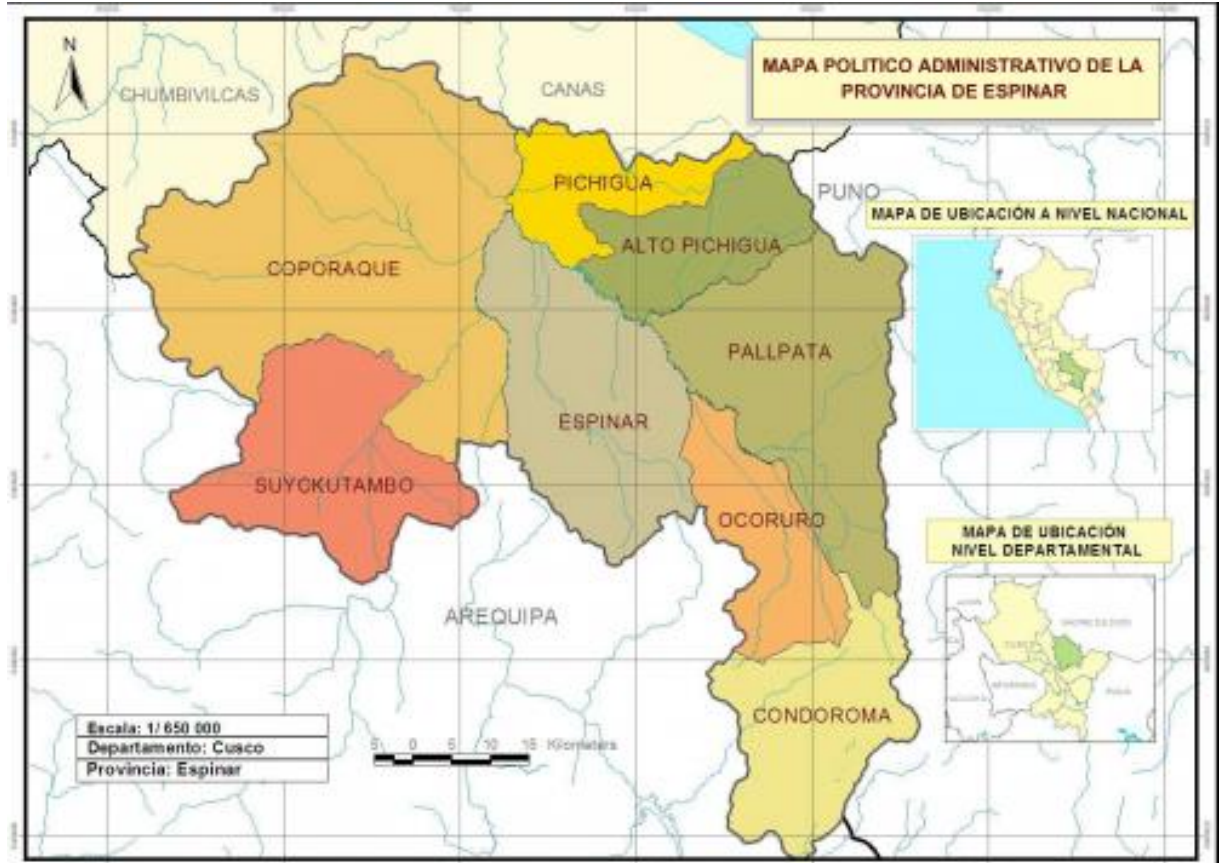 N
CHUMBIVILCAS
CANAS
MAPA POLITICO ADMINISTRATIVO DE LA
PROVINCIA DE ESPINAR
PICHIGUA
PUNO
MAPA DE UBICACIÓN A NIVEL NACIONAL
ALTO PICHIGUA
COPORAQUE
PALLPATA
ESPINAR
SUYCKUTAMBO
OCORURO
MAPA DE UBICACIÓN
NIVEL DEPARTAMENTAL
AREQUIPA
CONDOROMA
Escala: 1/ 650 000
Departamento: Cusco
Provincia: Espinar
5 0 5 10 15 Kilometers